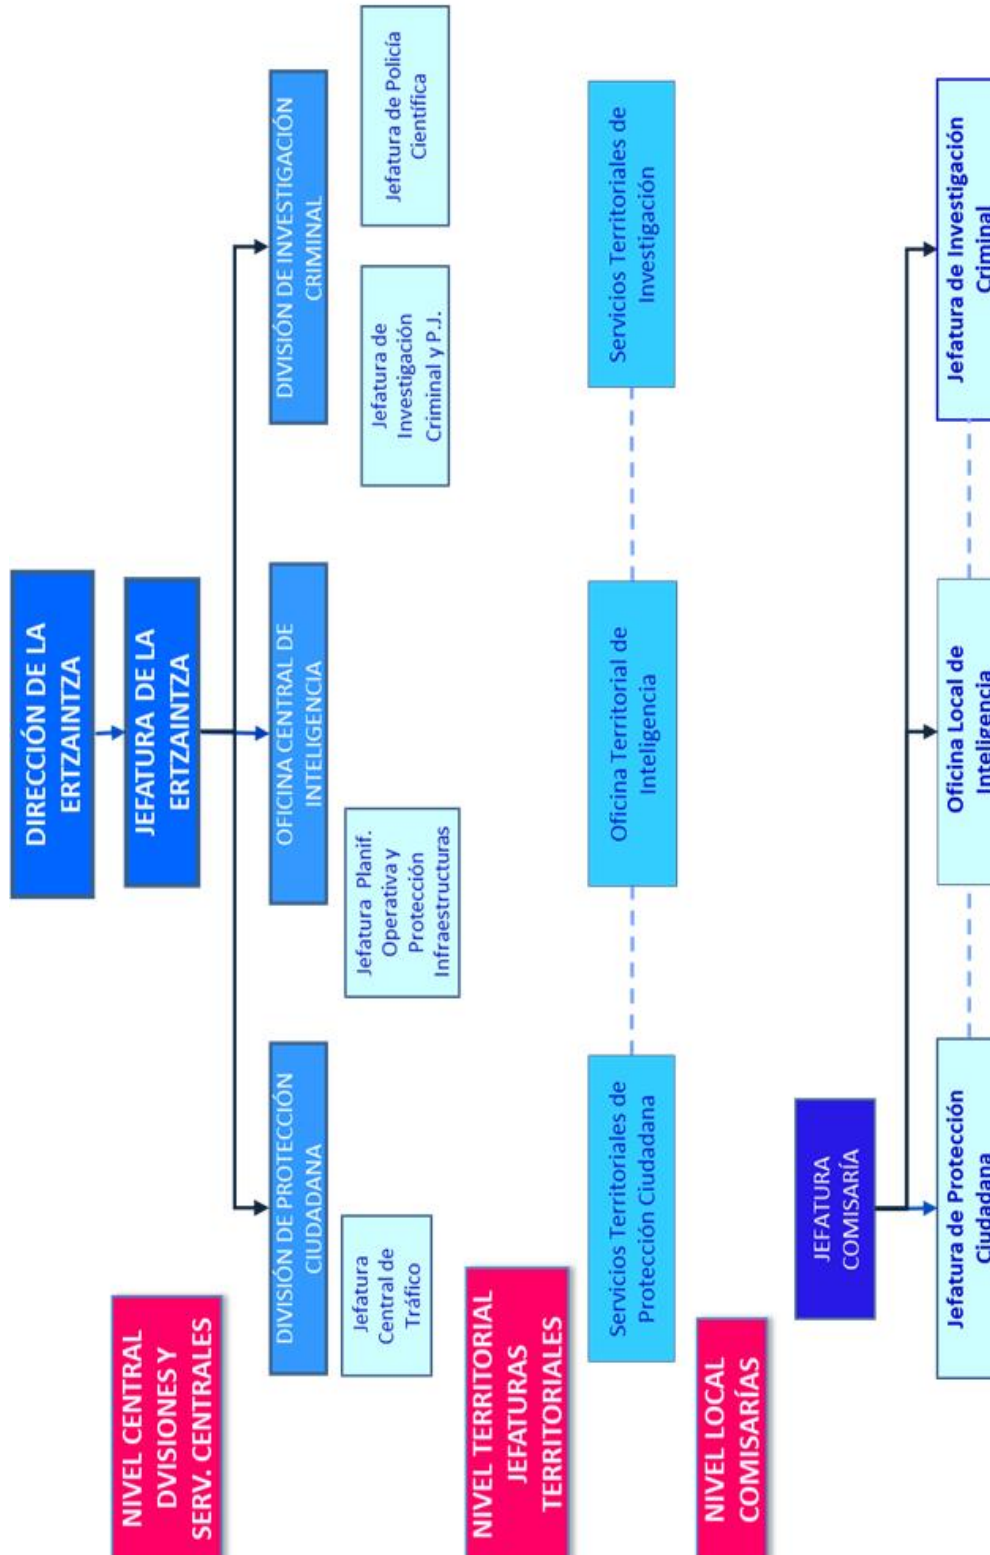 DIRECCIÓN DE LA
ERTZAINTZA
JEFATURA DE LA
ERTZAINTZA
NIVEL CENTRAL
DVISIONES Y
SERV. CENTRALES
DIVISIÓN DE PROTECCIÓN
CIUDADANA
OFICINA CENTRAL DE
INTELIGENCIA
DIVISIÓN DE INVESTIGACIÓN
CRIMINAL
Jefatura
Central de
Tráfico
Jefatura Planif.
Operativa y
Protección
Infraestructuras
Jefatura de
Investigación
Criminal y P.J.
Jefatura de Policía
Científica
NIVEL TERRITORIAL
JEFATURAS
TERRITORIALES
Servicios Territoriales de
Protección Ciudadana
Oficina Territorial de
Inteligencia
Servicios Territoriales de
Investigación
NIVEL LOCAL
COMISARÍAS
JEFATURA
COMISARÍA
Jefatura de Protección
Ciudadana
Oficina Local de
Inteligencia
Jefatura de Investigación
Criminal